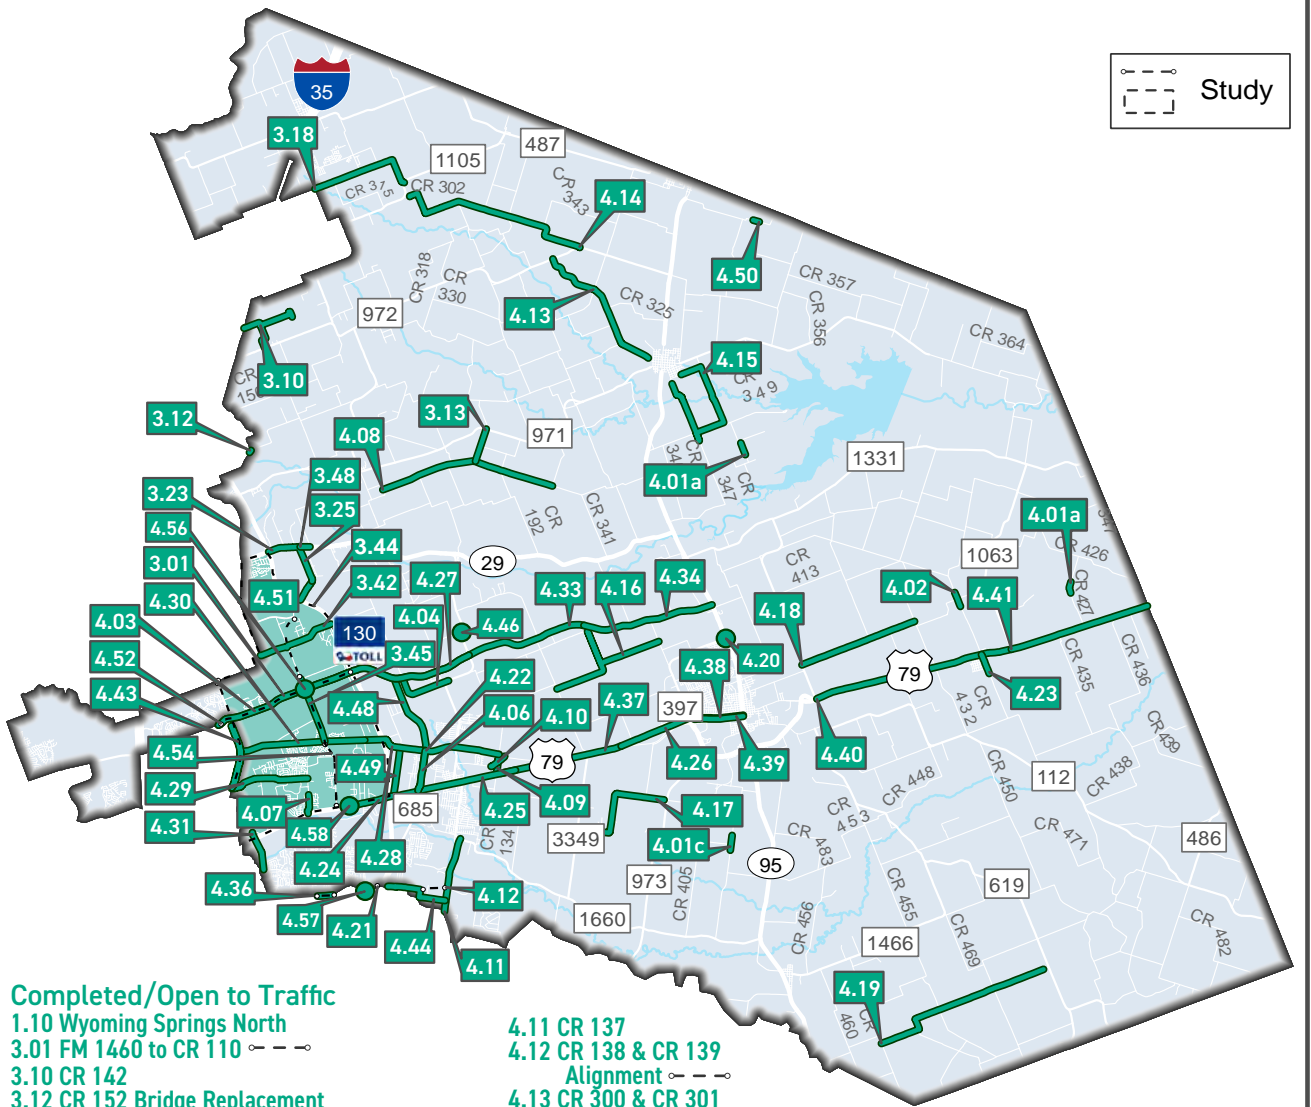 35
Study
3.18
1105
487
CR 315
CR 302
CR 343
4.14
4.50
CR 357
CR 318
CR 330
4.13
CR 325
CR 356
972
CR 364
3.10
4.15
CR 349
3.12
3.13
971
4.08
CR 347
1331
4.01a
3.48
3.23
3.25
CR 192
CR 341
4.01a
4.56
3.44
1063
CR 426
3.01
29
CR 413
3.42
4.27
4.51
4.33
4.16
4.34
4.02
4.41
CR 427
4.30
4.18
4.04
4.03
130
TOLL
4.46
3.45
4.20
4.52
4.38
79
CR 435
CR 436
4.43
4.22
4.23
4.48
4.06
4.10
4.37
397
CR 432
CR 439
4.54
4.40
4.49
79
4.26
4.39
4.29
CR 450
112
CR 438
CR 448
4.07
685
4.25
4.09
4.17
CR 453
4.31
4.58
CR 134
3349
CR 483
CR 471
486
4.24
4.28
4.01c
95
4.36
4.12
973
CR 405
CR 455
619
4.57
4.21
1660
CR 456
CR 469
CR 482
4.44
4.11
1466
4.19
CR 460
Completed/Open to Traffic
1.10 Wyoming Springs North
3.01 FM 1460 to CR 110
3.10 CR 142
3.12 CR 152 Bridge Replacement
4.11 CR 137
4.12 CR 138 & CR 139
Alignment
4.13 CR 300 & CR 301